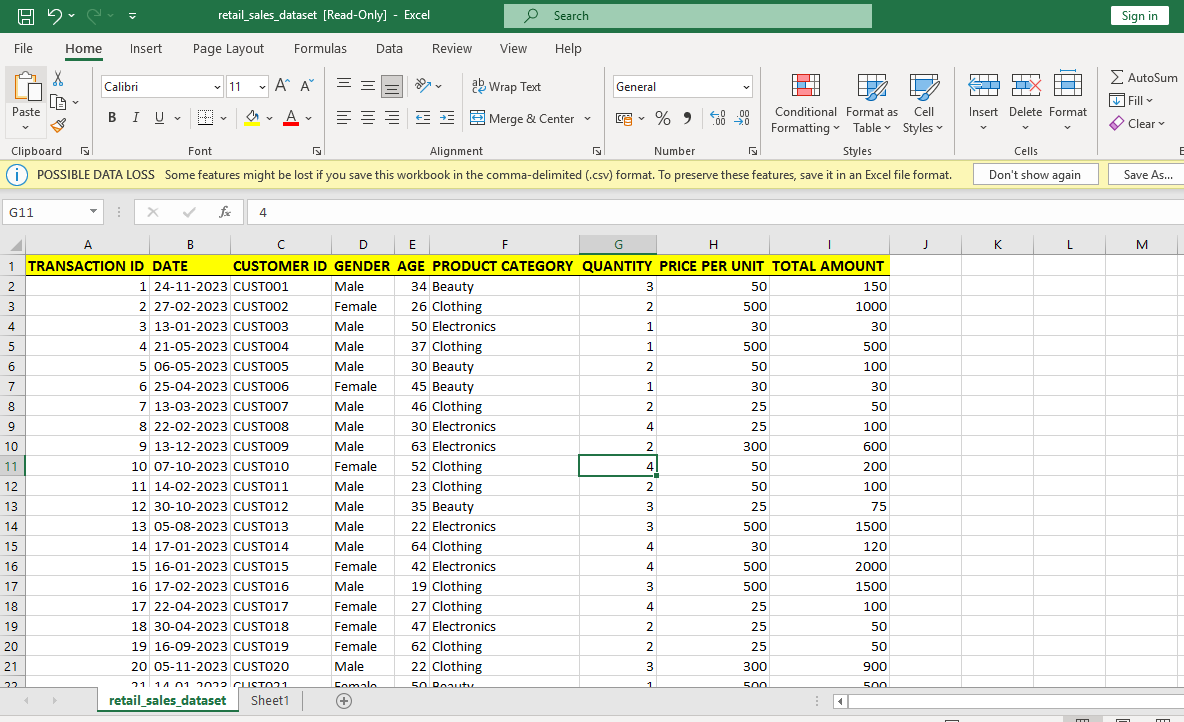 retail_sales_dataset [Read-Only] - Excel
Search
Sign in
File Home Insert Page Layout Formulas Data Review View Help
Paste
Clipboard
Calibri 11
B I U A
Font
Wrap Text
Merge & Center
Alignment
General
% ,
Number
Conditional Formatting
Format as Table
Cell Styles
Styles
Insert
Delete
Format
Cells
AutoSum
Fill
Clear
POSSIBLE DATA LOSS Some features might be lost if you save this workbook in the comma-delimited (.csv) format. To preserve these features, save it in an Excel file format. Don't show again Save As...
G11 fx 4
A B C D E F G H I J K L M
1 TRANSACTION ID DATE CUSTOMER ID GENDER AGE PRODUCT CATEGORY QUANTITY PRICE PER UNIT TOTAL AMOUNT
2 1 24-11-2023 CUST001 Male 34 Beauty 3 50 150
3 2 27-02-2023 CUST002 Female 26 Clothing 2 500 1000
4 3 13-01-2023 CUST003 Male 50 Electronics 1 30 30
5 4 21-05-2023 CUST004 Male 37 Clothing 1 500 500
6 5 06-05-2023 CUST005 Male 30 Beauty 2 50 100
7 6 25-04-2023 CUST006 Female 45 Beauty 1 30 30
8 7 13-03-2023 CUST007 Male 46 Clothing 2 25 50
9 8 22-02-2023 CUST008 Male 30 Electronics 4 25 100
10 9 13-12-2023 CUST009 Male 63 Electronics 2 300 600
11 10 07-10-2023 CUST010 Female 52 Clothing 4 50 200
12 11 14-02-2023 CUST011 Male 23 Clothing 2 50 100
13 12 30-10-2023 CUST012 Male 35 Beauty 3 25 75
14 13 05-08-2023 CUST013 Male 22 Electronics 3 500 1500
15 14 17-01-2023 CUST014 Male 64 Clothing 4 30 120
16 15 16-01-2023 CUST015 Female 42 Electronics 4 500 2000
17 16 17-02-2023 CUST016 Male 19 Clothing 3 500 1500
18 17 22-04-2023 CUST017 Female 27 Clothing 4 25 100
19 18 30-04-2023 CUST018 Female 47 Electronics 2 25 50
20 19 16-09-2023 CUST019 Female 62 Clothing 2 25 50
21 20 05-11-2023 CUST020 Male 22 Clothing 3 300 900
22 21 14-01-2023 CUST021 Female 50 Beauty 1 500 500
retail_sales_dataset Sheet1